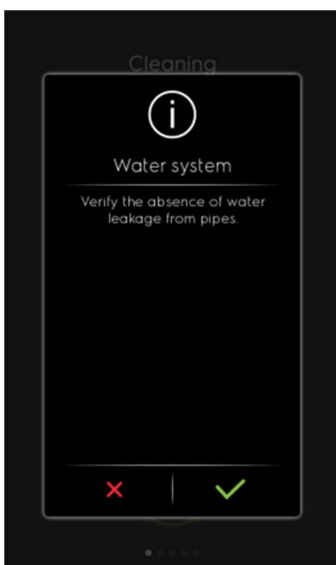 Cleaning
i
Water system
Verify the absence of water
leakage from pipes.